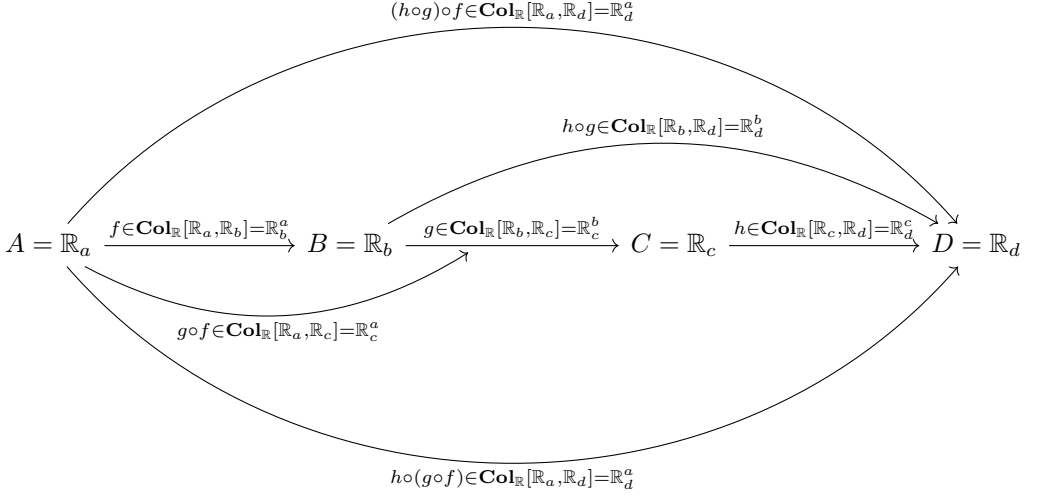 (h∘g)∘f∈Col_ℝ[ℝ_a,ℝ_d]=ℝ^a_d
h∘g∈Col_ℝ[ℝ_b,ℝ_d]=ℝ^b_d
A = ℝ_a f∈Col_ℝ[ℝ_a,ℝ_b]=ℝ^a_b B = ℝ_b g∈Col_ℝ[ℝ_b,ℝ_c]=ℝ^b_c C = ℝ_c h∈Col_ℝ[ℝ_c,ℝ_d]=ℝ^c_d D = ℝ_d
g∘f∈Col_ℝ[ℝ_a,ℝ_c]=ℝ^a_c
h∘(g∘f)∈Col_ℝ[ℝ_a,ℝ_d]=ℝ^a_d